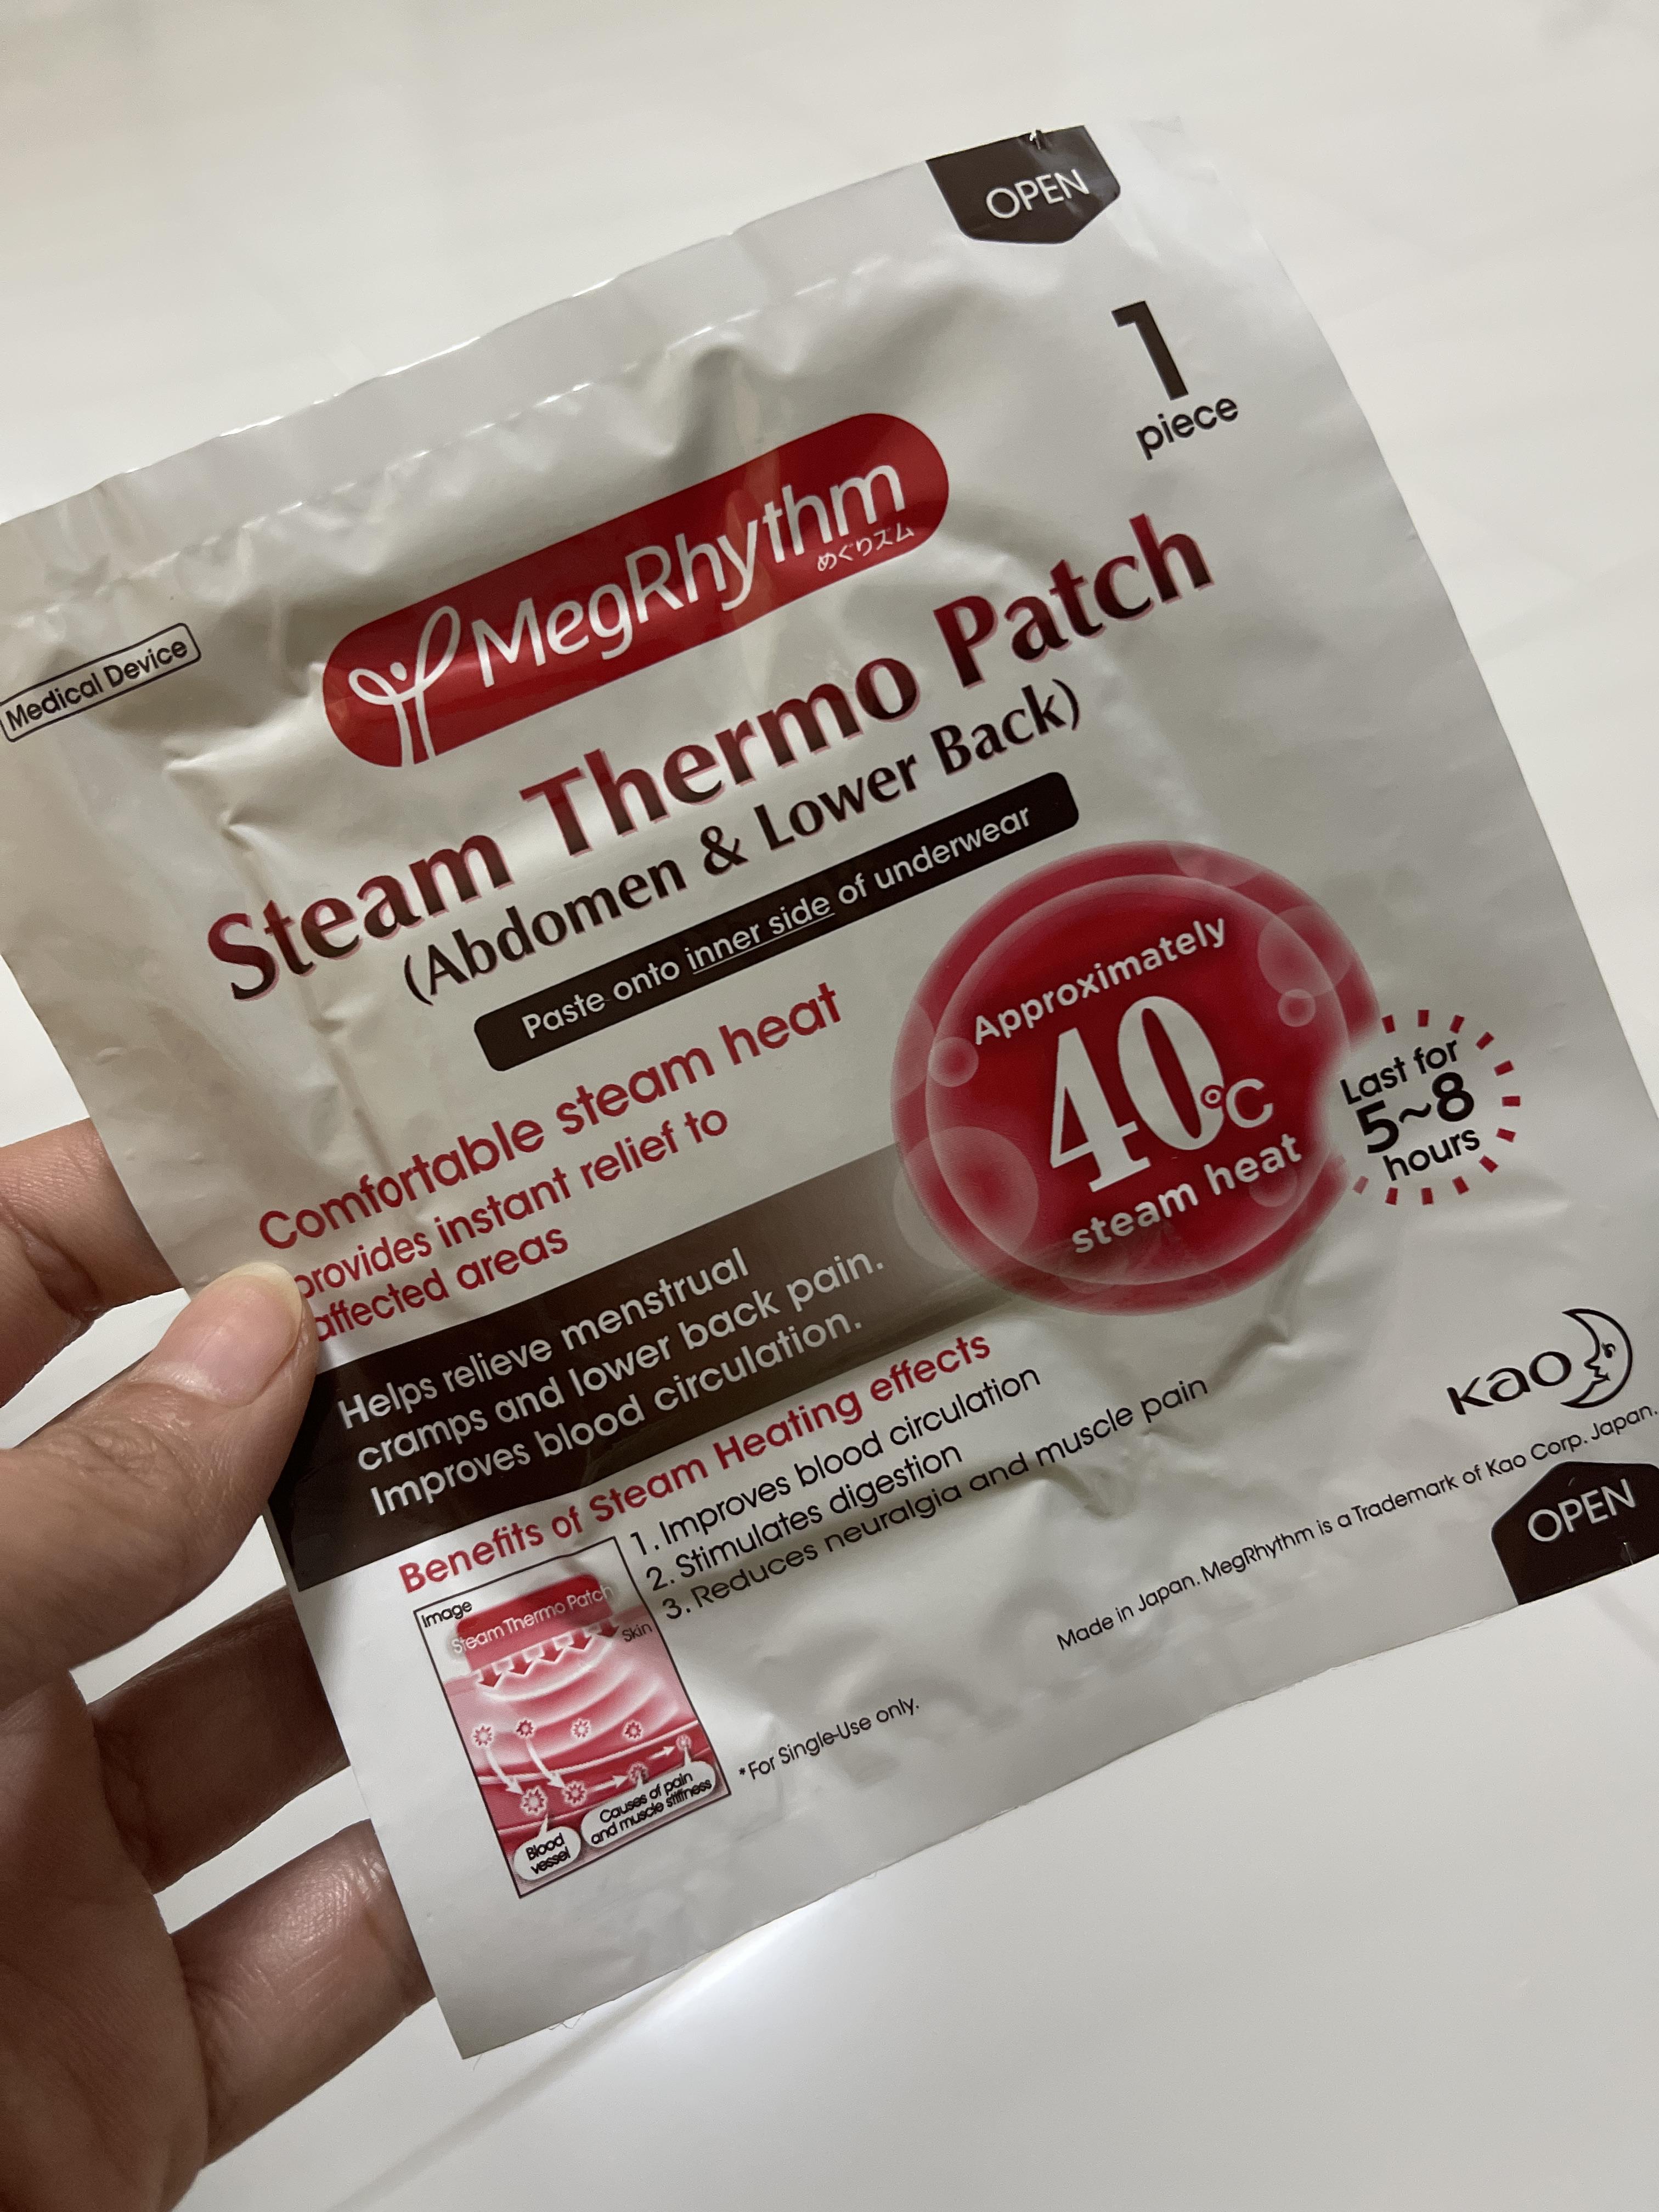 OPEN
1
piece
Medical Device
MegRhythm
めぐりズム
Steam Thermo Patch
(Abdomen & Lower Back)
Paste onto inner side of underwear
Comfortable steam heat
provides instant relief to
affected areas
Approximately
40°C
steam heat
Last for
5~8
hours
Helps relieve menstrual
cramps and lower back pain.
Improves blood circulation.
Benefits of Steam Heating effects
1. Improves blood circulation
2. Stimulates digestion
3. Reduces neuralgia and muscle pain
Image
Steam Thermo Patch
Skin
Blood
vessel
Causes of pain
and muscle stiffness
*For Single-Use only.
Kao
Made in Japan. MegRhythm is a Trademark of Kao Corp. Japan.
OPEN